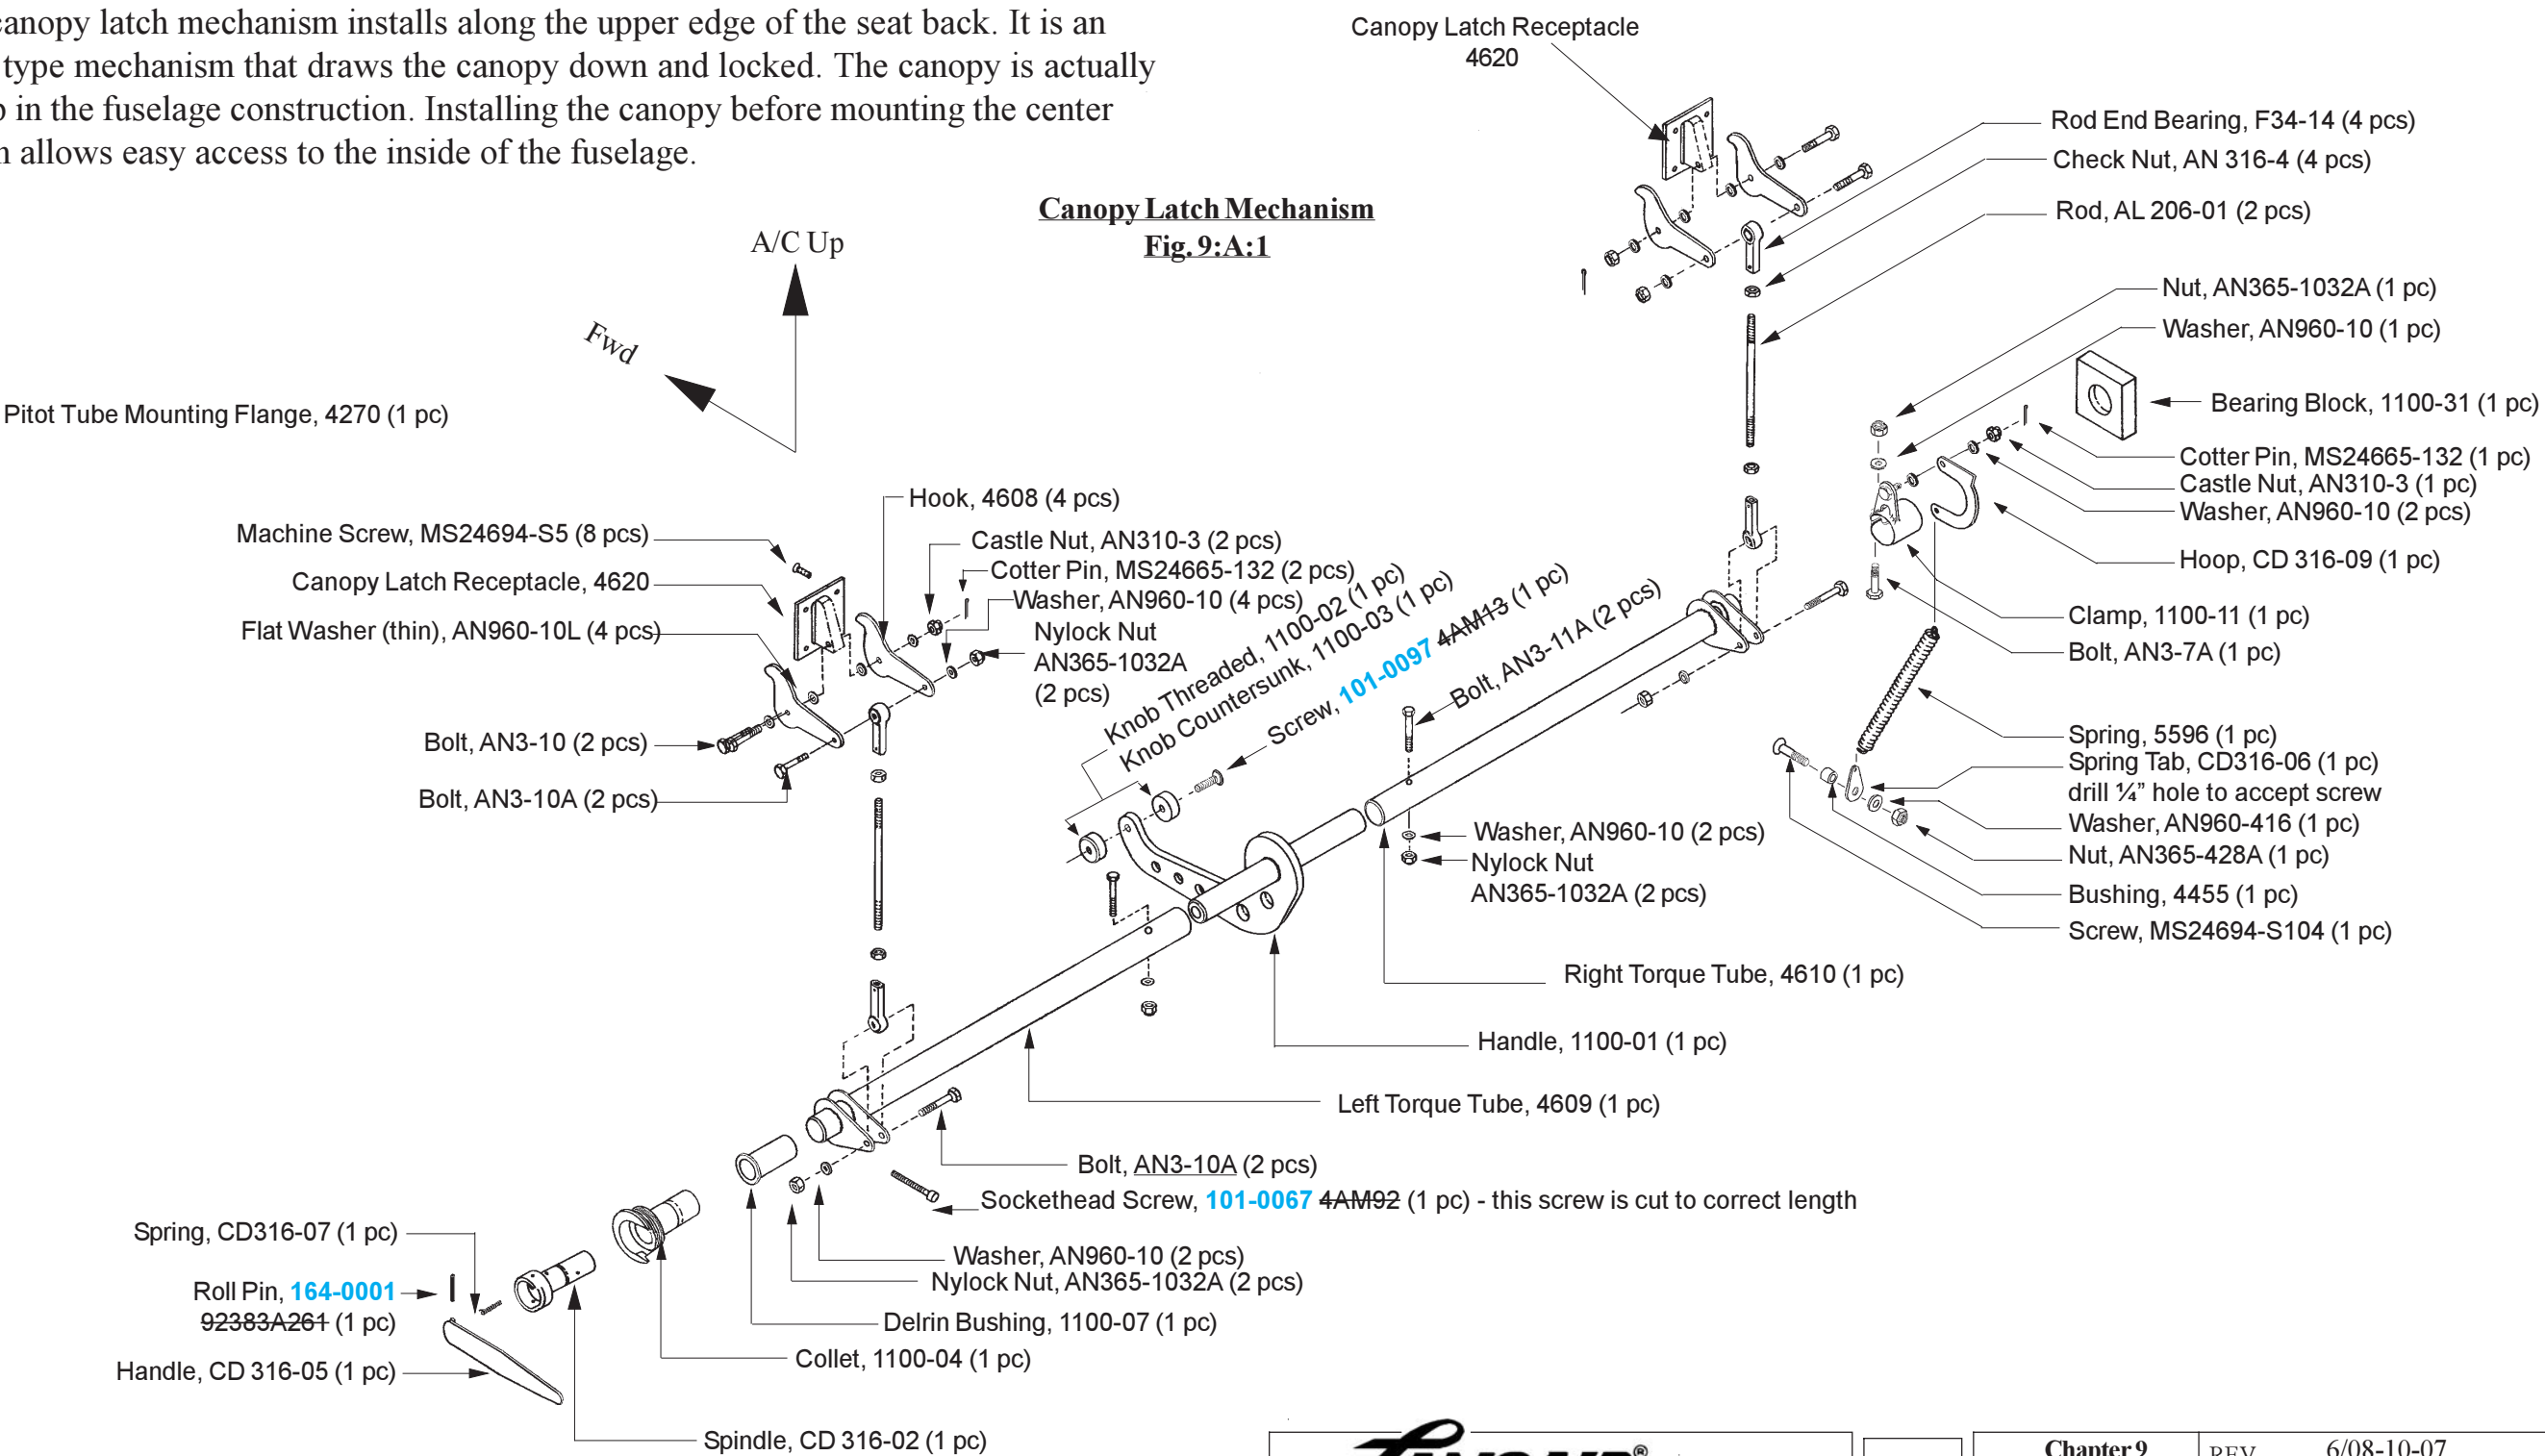 canopy latch mechanism installs along the upper edge of the seat back. It is an
type mechanism that draws the canopy down and locked. The canopy is actually
in the fuselage construction. Installing the canopy before mounting the center
allows easy access to the inside of the fuselage.
Canopy Latch Mechanism
Fig. 9:A:1
A/C Up
Fwd
Pitot Tube Mounting Flange, 4270 (1 pc)
Canopy Latch Receptacle
4620
Rod End Bearing, F34-14 (4 pcs)
Check Nut, AN 316-4 (4 pcs)
Rod, AL 206-01 (2 pcs)
Nut, AN365-1032A (1 pc)
Washer, AN960-10 (1 pc)
Bearing Block, 1100-31 (1 pc)
Cotter Pin, MS24665-132 (1 pc)
Castle Nut, AN310-3 (1 pc)
Washer, AN960-10 (2 pcs)
Hoop, CD 316-09 (1 pc)
Clamp, 1100-11 (1 pc)
Bolt, AN3-7A (1 pc)
Spring, 5596 (1 pc)
Spring Tab, CD316-06 (1 pc)
drill ¼” hole to accept screw
Washer, AN960-416 (1 pc)
Nut, AN365-428A (1 pc)
Bushing, 4455 (1 pc)
Screw, MS24694-S104 (1 pc)
Hook, 4608 (4 pcs)
Castle Nut, AN310-3 (2 pcs)
Cotter Pin, MS24665-132 (2 pcs)
Washer, AN960-10 (4 pcs)
Nylock Nut
AN365-1032A
(2 pcs)
Machine Screw, MS24694-S5 (8 pcs)
Canopy Latch Receptacle, 4620
Flat Washer (thin), AN960-10L (4 pcs)
Bolt, AN3-10 (2 pcs)
Bolt, AN3-10A (2 pcs)
Knob Threaded, 1100-02 (1 pc)
Knob Countersunk, 1100-03 (1 pc)
Screw, 101-0097 4AM13 (1 pc)
Bolt, AN3-11A (2 pcs)
Washer, AN960-10 (2 pcs)
Nylock Nut
AN365-1032A (2 pcs)
Right Torque Tube, 4610 (1 pc)
Handle, 1100-01 (1 pc)
Left Torque Tube, 4609 (1 pc)
Bolt, AN3-10A (2 pcs)
Sockethead Screw, 101-0067 4AM92 (1 pc) - this screw is cut to correct length
Washer, AN960-10 (2 pcs)
Nylock Nut, AN365-1032A (2 pcs)
Delrin Bushing, 1100-07 (1 pc)
Collet, 1100-04 (1 pc)
Spring, CD316-07 (1 pc)
Roll Pin, 164-0001
92383A261 (1 pc)
Handle, CD 316-05 (1 pc)
Spindle, CD 316-02 (1 pc)
Chapter 9
REV.
6/08-10-07